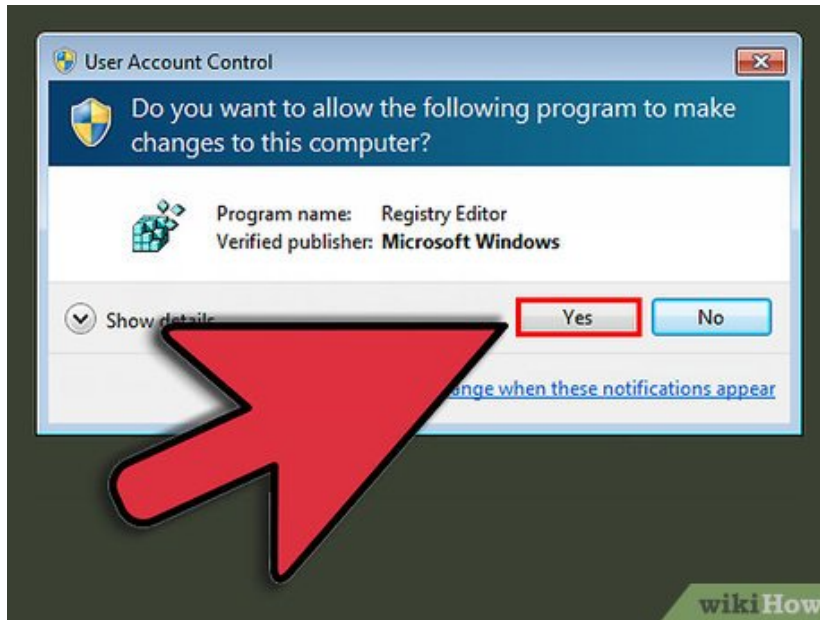 User Account Control
Do you want to allow the following program to make
changes to this computer?
Program name: Registry Editor
Verified publisher: Microsoft Windows
Show details
Yes
No
when these notifications appear
wikiHow